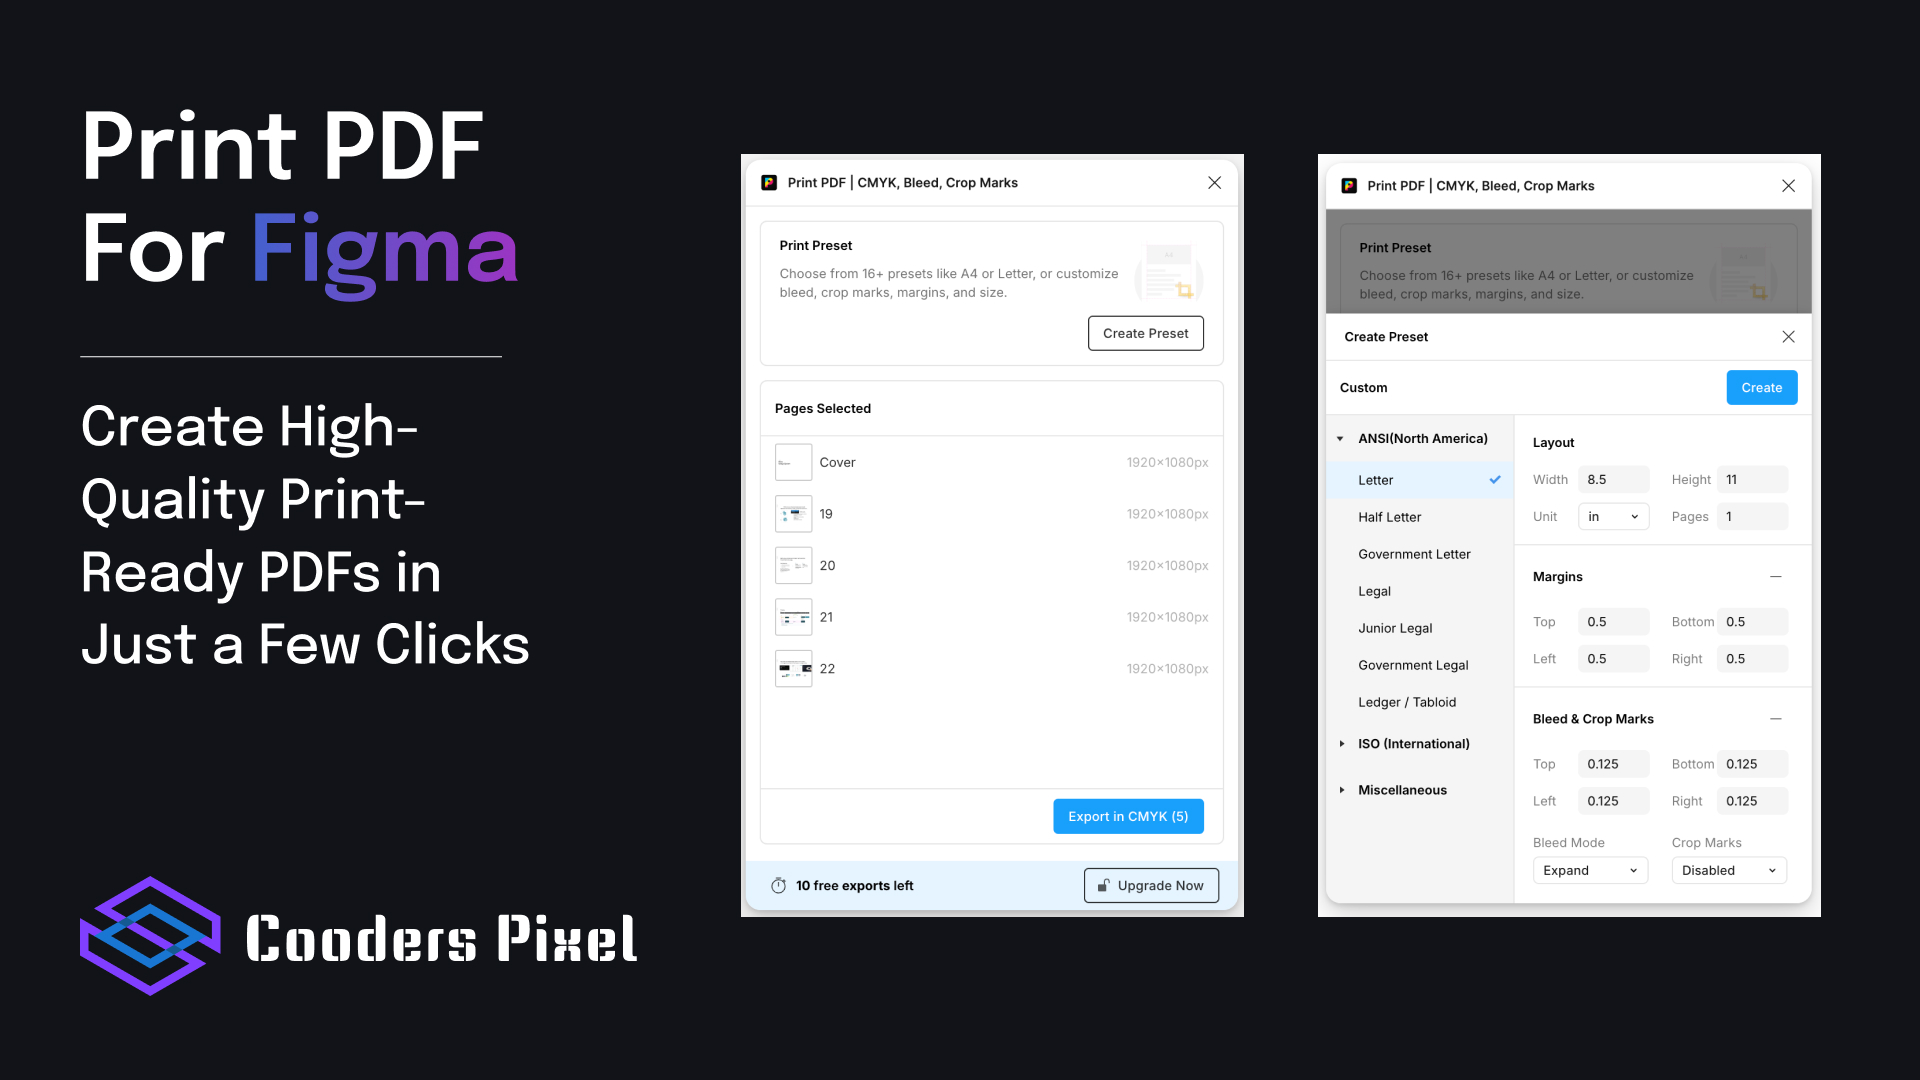 Print PDF
For Figma
Create High-
Quality Print-
Ready PDFs in
Just a Few Clicks
Cooders Pixel
Print PDF | CMYK, Bleed, Crop Marks
Print Preset
Choose from 16+ presets like A4 or Letter, or customize
bleed, crop marks, margins, and size.
Create Preset
Pages Selected
Cover 1920×1080px
19 1920×1080px
20 1920×1080px
21 1920×1080px
22 1920×1080px
Export in CMYK (5)
10 free exports left
Upgrade Now
Print PDF | CMYK, Bleed, Crop Marks
Print Preset
Choose from 16+ presets like A4 or Letter, or customize
bleed, crop marks, margins, and size.
Create Preset
Custom
Create
ANSI(North America)
Letter
Half Letter
Government Letter
Legal
Junior Legal
Government Legal
Ledger / Tabloid
ISO (International)
Miscellaneous
Layout
Width 8.5 Height 11
Unit in Pages 1
Margins
Top 0.5 Bottom 0.5
Left 0.5 Right 0.5
Bleed & Crop Marks
Top 0.125 Bottom 0.125
Left 0.125 Right 0.125
Bleed Mode Crop Marks
Expand Disabled